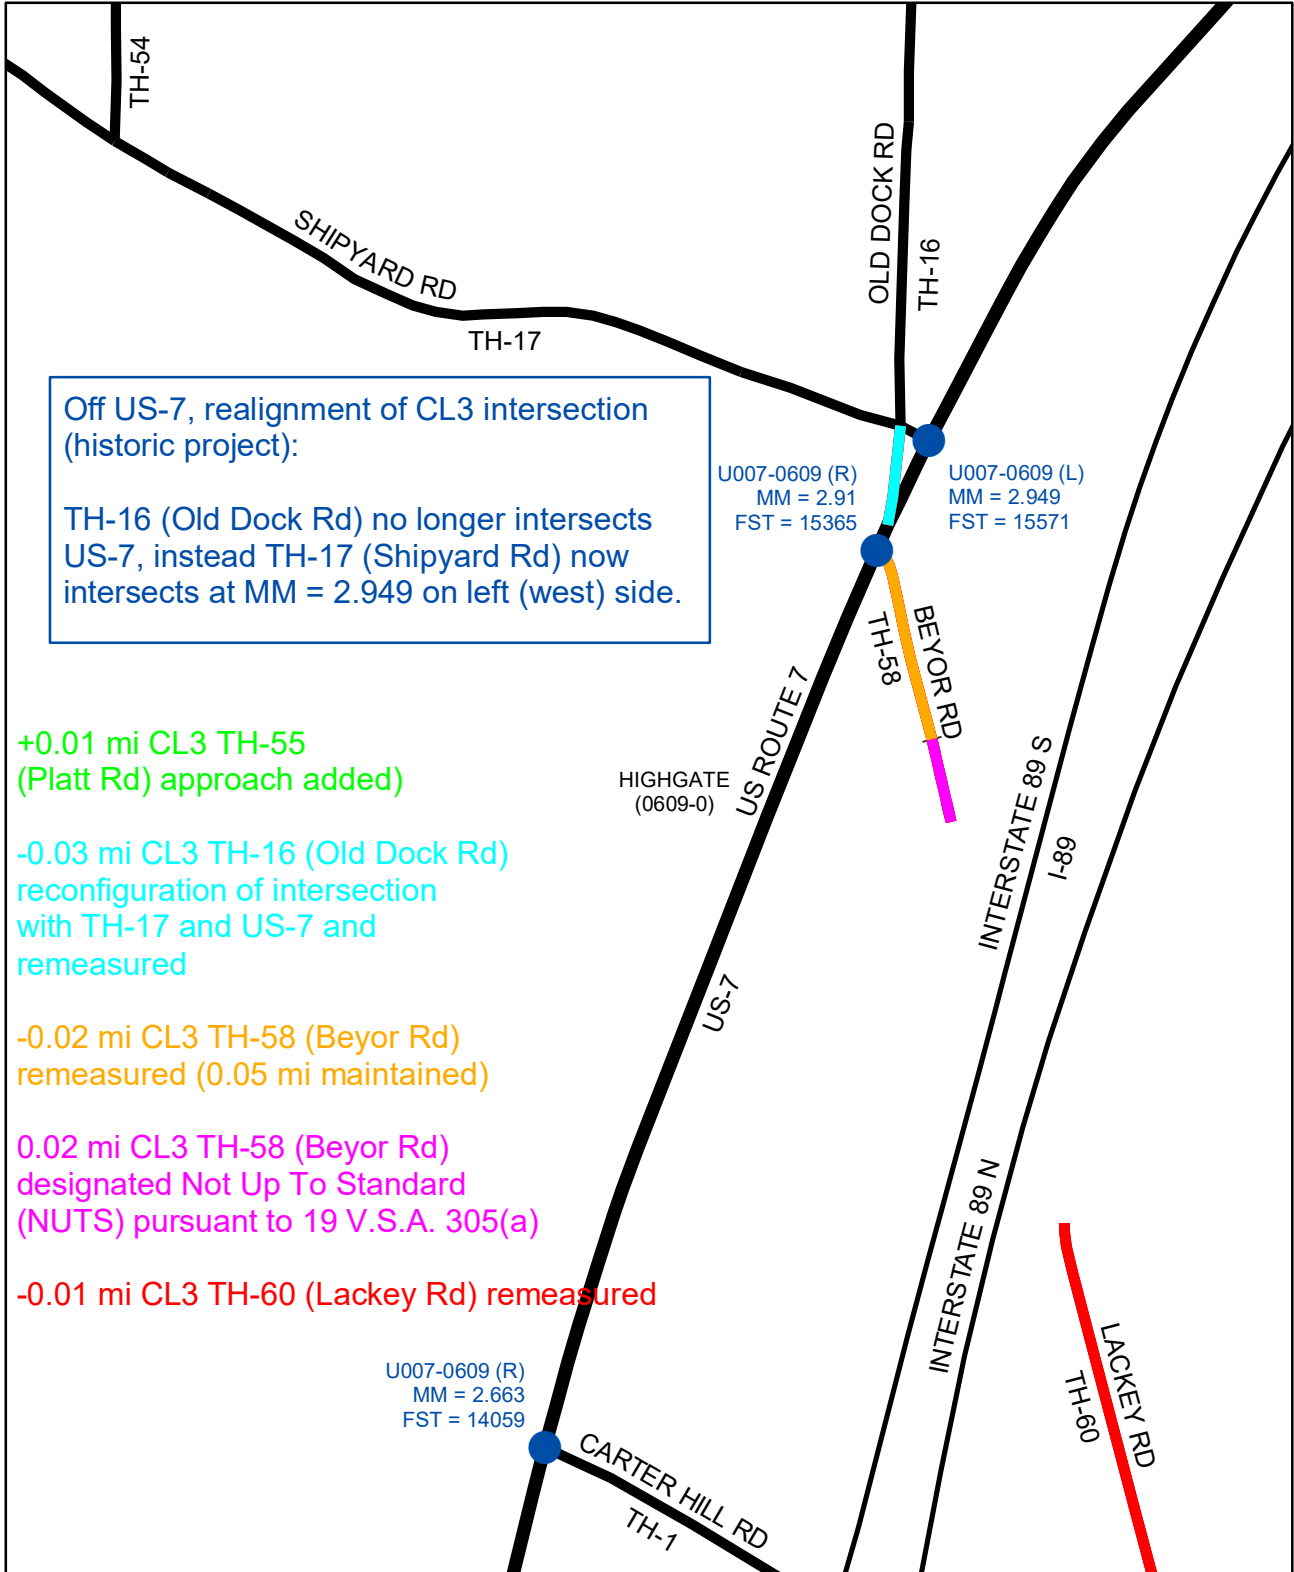 TH-54
SHIPYARD RD
TH-17
OLD DOCK RD
TH-16
Off US-7, realignment of CL3 intersection
(historic project):
TH-16 (Old Dock Rd) no longer intersects
US-7, instead TH-17 (Shipyard Rd) now
intersects at MM = 2.949 on left (west) side.
U007-0609 (R)
MM = 2.91
FST = 15365
U007-0609 (L)
MM = 2.949
FST = 15571
BEYOR RD
TH-58
US ROUTE 7
HIGHGATE
(0609-0)
US-7
INTERSTATE 89 S
I-89
+0.01 mi CL3 TH-55
(Platt Rd) approach added)
-0.03 mi CL3 TH-16 (Old Dock Rd)
reconfiguration of intersection
with TH-17 and US-7 and
remeasured
-0.02 mi CL3 TH-58 (Beyor Rd)
remeasured (0.05 mi maintained)
0.02 mi CL3 TH-58 (Beyor Rd)
designated Not Up To Standard
(NUTS) pursuant to 19 V.S.A. 305(a)
-0.01 mi CL3 TH-60 (Lackey Rd) remeasured
INTERSTATE 89 N
LACKEY RD
TH-60
U007-0609 (R)
MM = 2.663
FST = 14059
CARTER HILL RD
TH-1